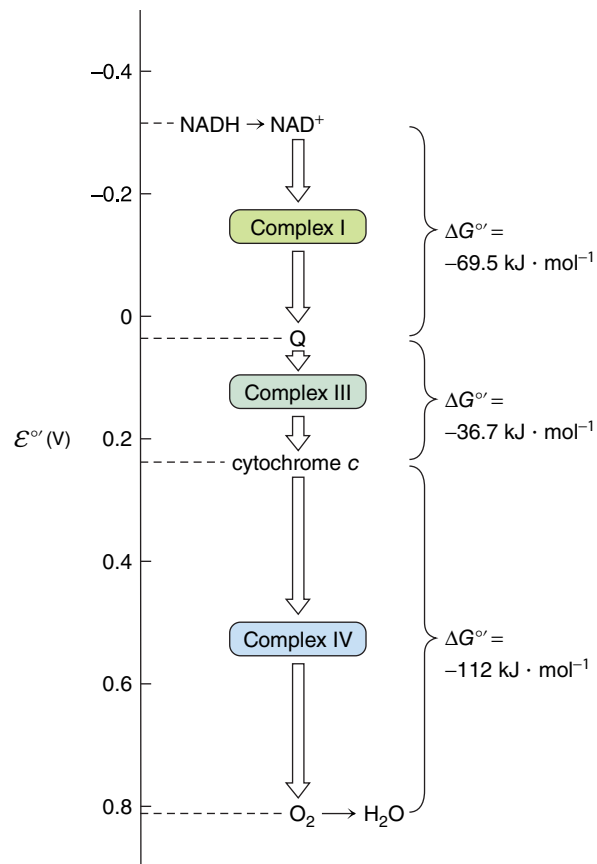 −0.4
NADH → NAD⁺
−0.2
Complex I
ΔG°′ =
−69.5 kJ · mol⁻¹
0
Q
Complex III
ΔG°′ =
−36.7 kJ · mol⁻¹
ℰ°′ (V)
0.2
cytochrome c
0.4
Complex IV
ΔG°′ =
−112 kJ · mol⁻¹
0.6
0.8
O₂ → H₂O